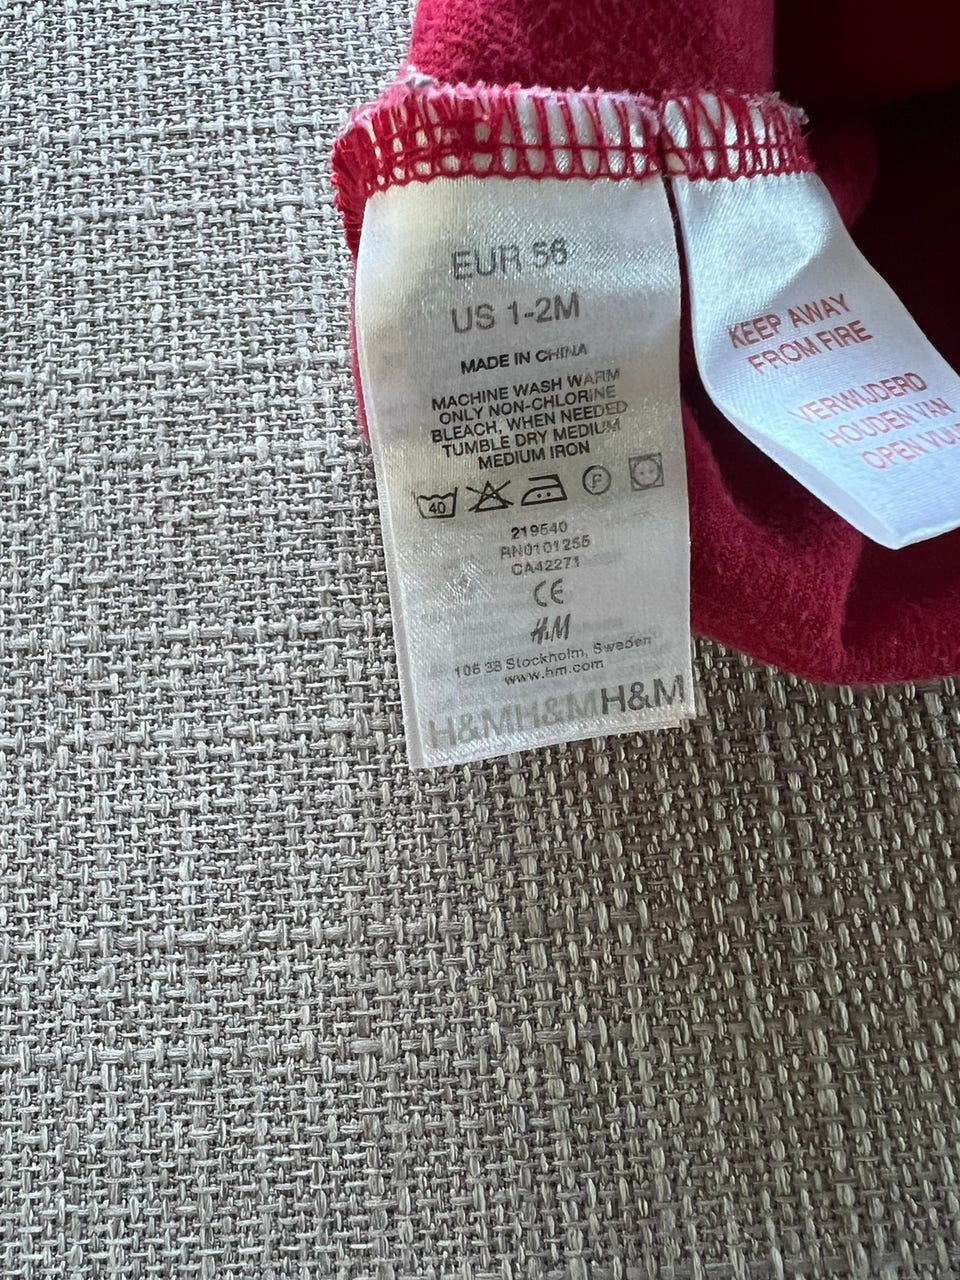 EUR 56
US 1-2M
MADE IN CHINA
MACHINE WASH WARM
ONLY NON-CHLORINE
BLEACH, WHEN NEEDED
TUMBLE DRY MEDIUM
MEDIUM IRON
40
F
219540
RN0101255
CA42271
CE
H&M
106 38 Stockholm, Sweden
www.hm.com
H&MH&MH&M
KEEP AWAY
FROM FIRE
VERWIJDERD
HOUDEN VAN
OPEN